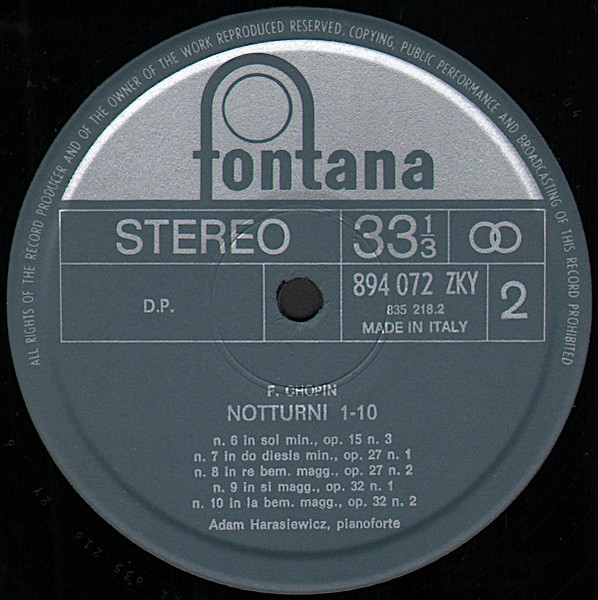 ALL RIGHTS OF THE RECORD PRODUCER AND OF THE OWNER OF THE WORK REPRODUCED RESERVED. COPYING, PUBLIC PERFORMANCE AND BROADCASTING OF THIS RECORD PROHIBITED
fontana
STEREO 33 1/3
D.P.
894 072 ZKY
835 218.2
MADE IN ITALY
2
F. CHOPIN
NOTTURNI 1-10
n. 6 in sol min., op. 15 n. 3
n. 7 in do diesis min., op. 27 n. 1
n. 8 in re bem. magg., op. 27 n. 2
n. 9 in si magg., op. 32 n. 1
n. 10 in la bem. magg., op. 32 n. 2
Adam Harasiewicz, pianoforte